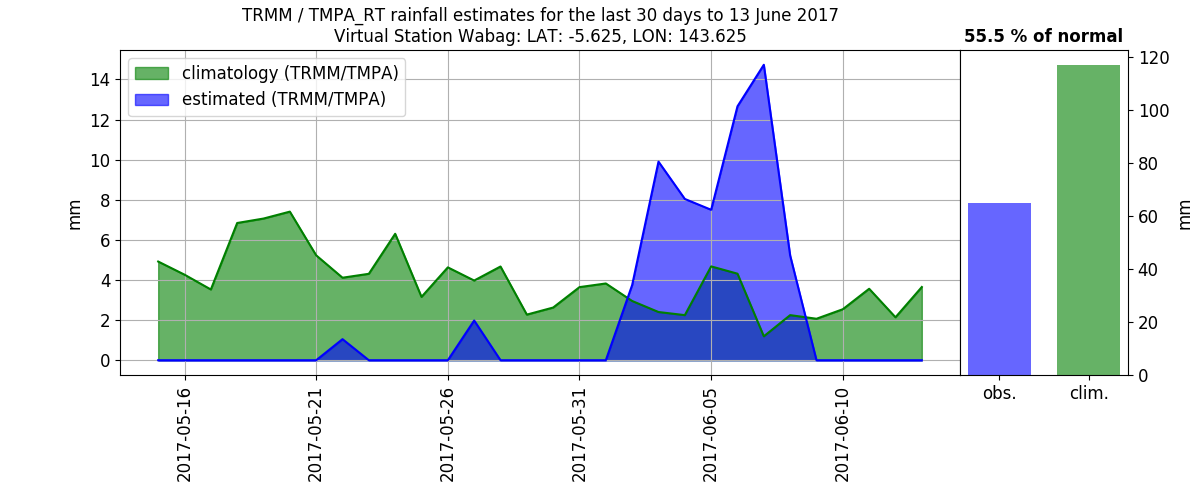 TRMM / TMPA_RT rainfall estimates for the last 30 days to 13 June 2017
Virtual Station Wabag: LAT: -5.625, LON: 143.625
55.5 % of normal
climatology (TRMM/TMPA)
estimated (TRMM/TMPA)
mm
14
12
10
8
6
4
2
0
2017-05-16
2017-05-21
2017-05-26
2017-05-31
2017-06-05
2017-06-10
120
100
80
60
40
20
0
mm
obs.
clim.